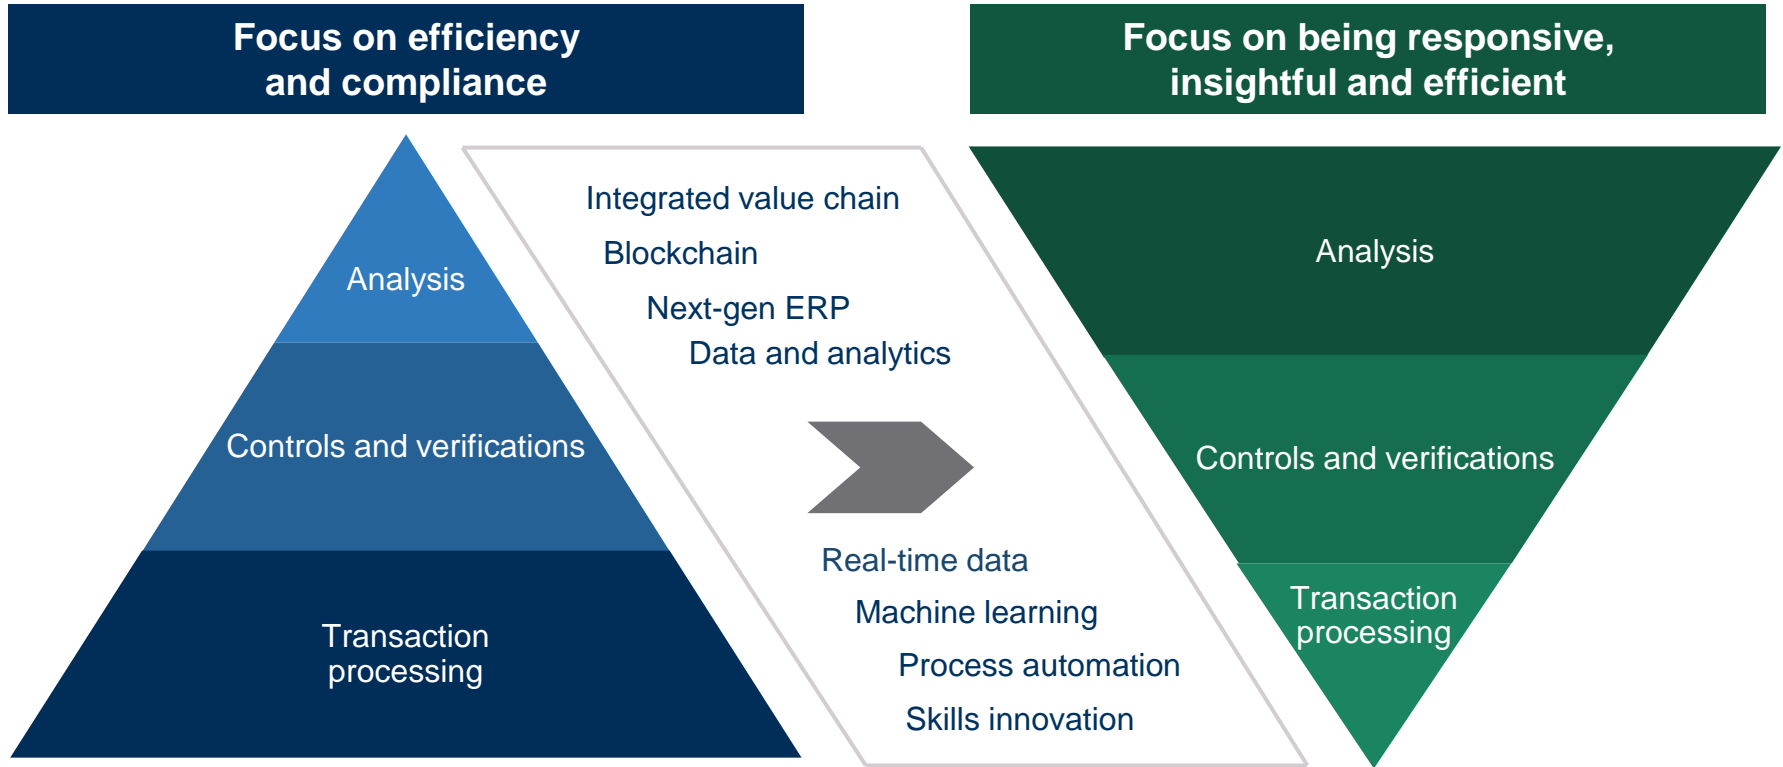 Focus on efficiency
and compliance
Analysis
Controls and verifications
Transaction
processing
Integrated value chain
Blockchain
Next-gen ERP
Data and analytics
Real-time data
Machine learning
Process automation
Skills innovation
Focus on being responsive,
insightful and efficient
Analysis
Controls and verifications
Transaction
processing